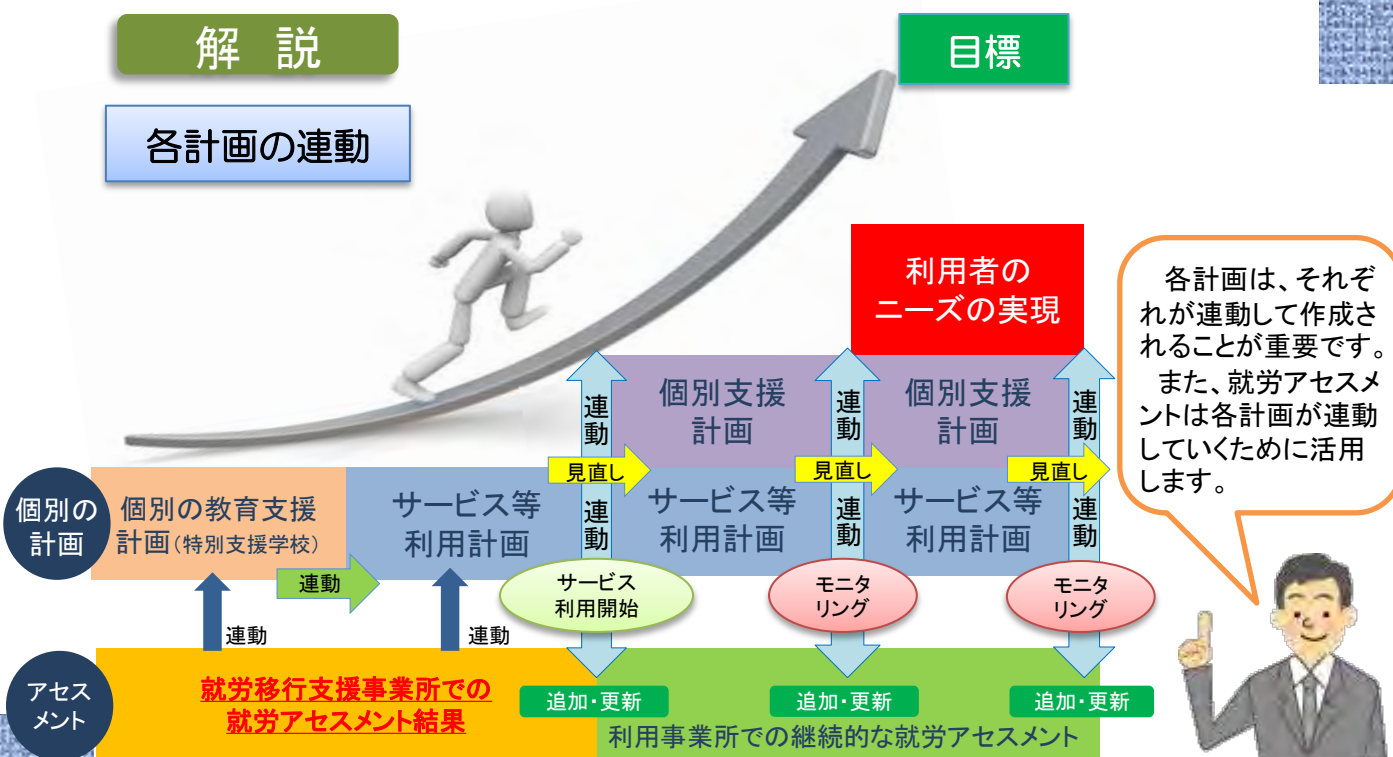 解 説
目標
各計画の連動
利用者の
ニーズの実現
各計画は、それぞ
れが連動して作成さ
れることが重要です。
また、就労アセスメ
ントは各計画が連動
していくために活用
します。
個別支援
計画
個別支援
計画
連動
連動
連動
見直し
見直し
見直し
個別の
計画
個別の教育支援
計画(特別支援学校)
サービス等
利用計画
サービス等
利用計画
サービス等
利用計画
連動
連動
連動
連動
サービス
利用開始
モニタ
リング
モニタ
リング
連動
連動
アセス
メント
就労移行支援事業所での
就労アセスメント結果
追加・更新
追加・更新
追加・更新
利用事業所での継続的な就労アセスメント